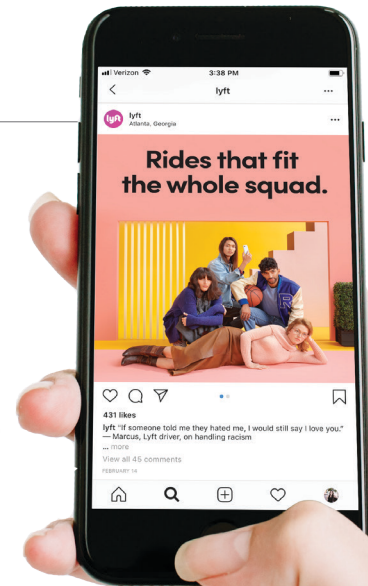 Verizon 3:38 PM
lyft
lyft lyft
Atlanta, Georgia
Rides that fit
the whole squad.
R
431 likes
lyft "If someone told me they hated me, I would still say I love you."
— Marcus, Lyft driver, on handling racism
... more
View all 45 comments
FEBRUARY 14